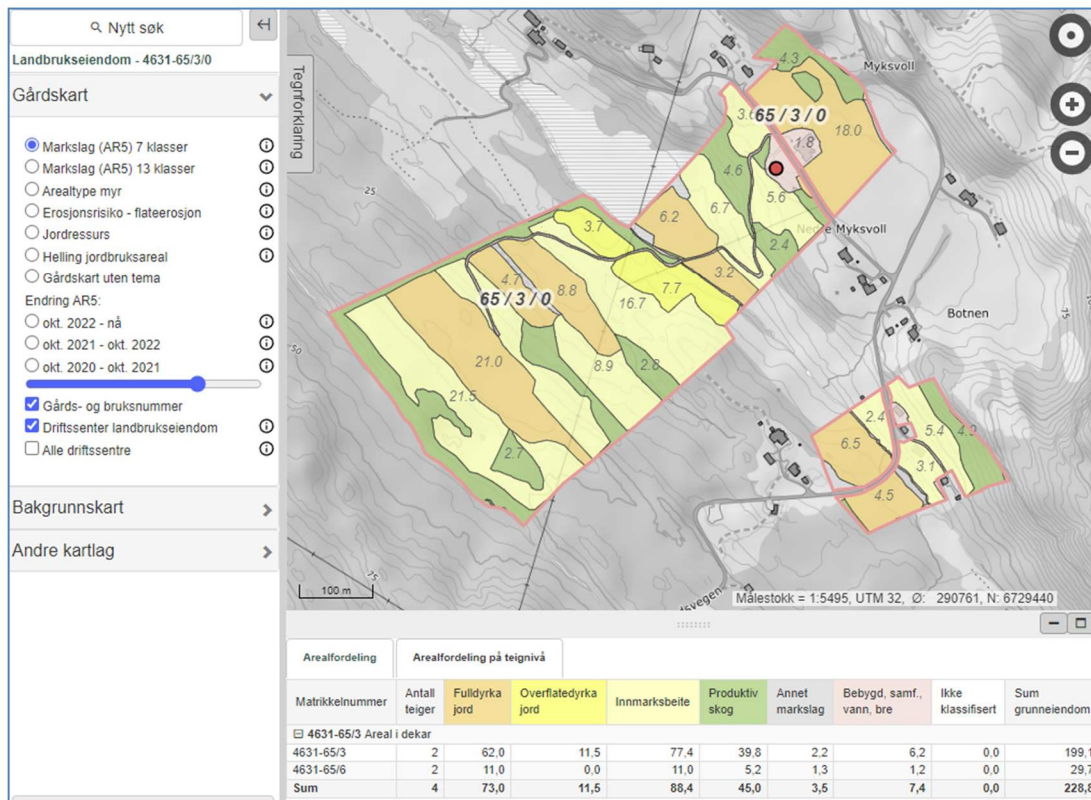 Nytt søk
Landbrukseiendom - 4631-65/3/0
Gårdskart
Markslag (AR5) 7 klasser
Markslag (AR5) 13 klasser
Arealtype myr
Erosjonsrisiko - flateerosjon
Jordressurs
Helling jordbruksareal
Gårdskart uten tema
Endring AR5:
okt. 2022 - nå
okt. 2021 - okt. 2022
okt. 2020 - okt. 2021
Gårds- og bruksnummer
Driftssenter landbrukseiendom
Alle driftssentre
Bakgrunnskart
Andre kartlag
Tegnforklaring
4.3
Myksvoll
65/3/0
18.0
1.8
4.6
5.6
6.7
6.2
Myksvoll
2.4
3.7
3.2
25
4.7
8.8
7.7
65/3/0
16.7
Botnen
75
50
21.0
8.9
2.8
21.5
2.4
5.4
6.5
3.1
2.7
4.5
75
100 m
svegen
Målestokk = 1:5495, UTM 32, Ø: 290761, N: 6729440
Arealfordeling Arealfordeling på teignivå
Matrikkelnummer Antall teiger Fulldyrka jord Overflatedyrka jord Innmarksbeite Produktiv skog Annet markslag Bebygd, samf., vann, bre Ikke klassifisert Sum grunneiendom
4631-65/3 Areal i dekar
4631-65/3 2 62,0 11,5 77,4 39,8 2,2 6,2 0,0 199,1
4631-65/6 2 11,0 0,0 11,0 5,2 1,3 1,2 0,0 29,7
Sum 4 73,0 11,5 88,4 45,0 3,5 7,4 0,0 228,8